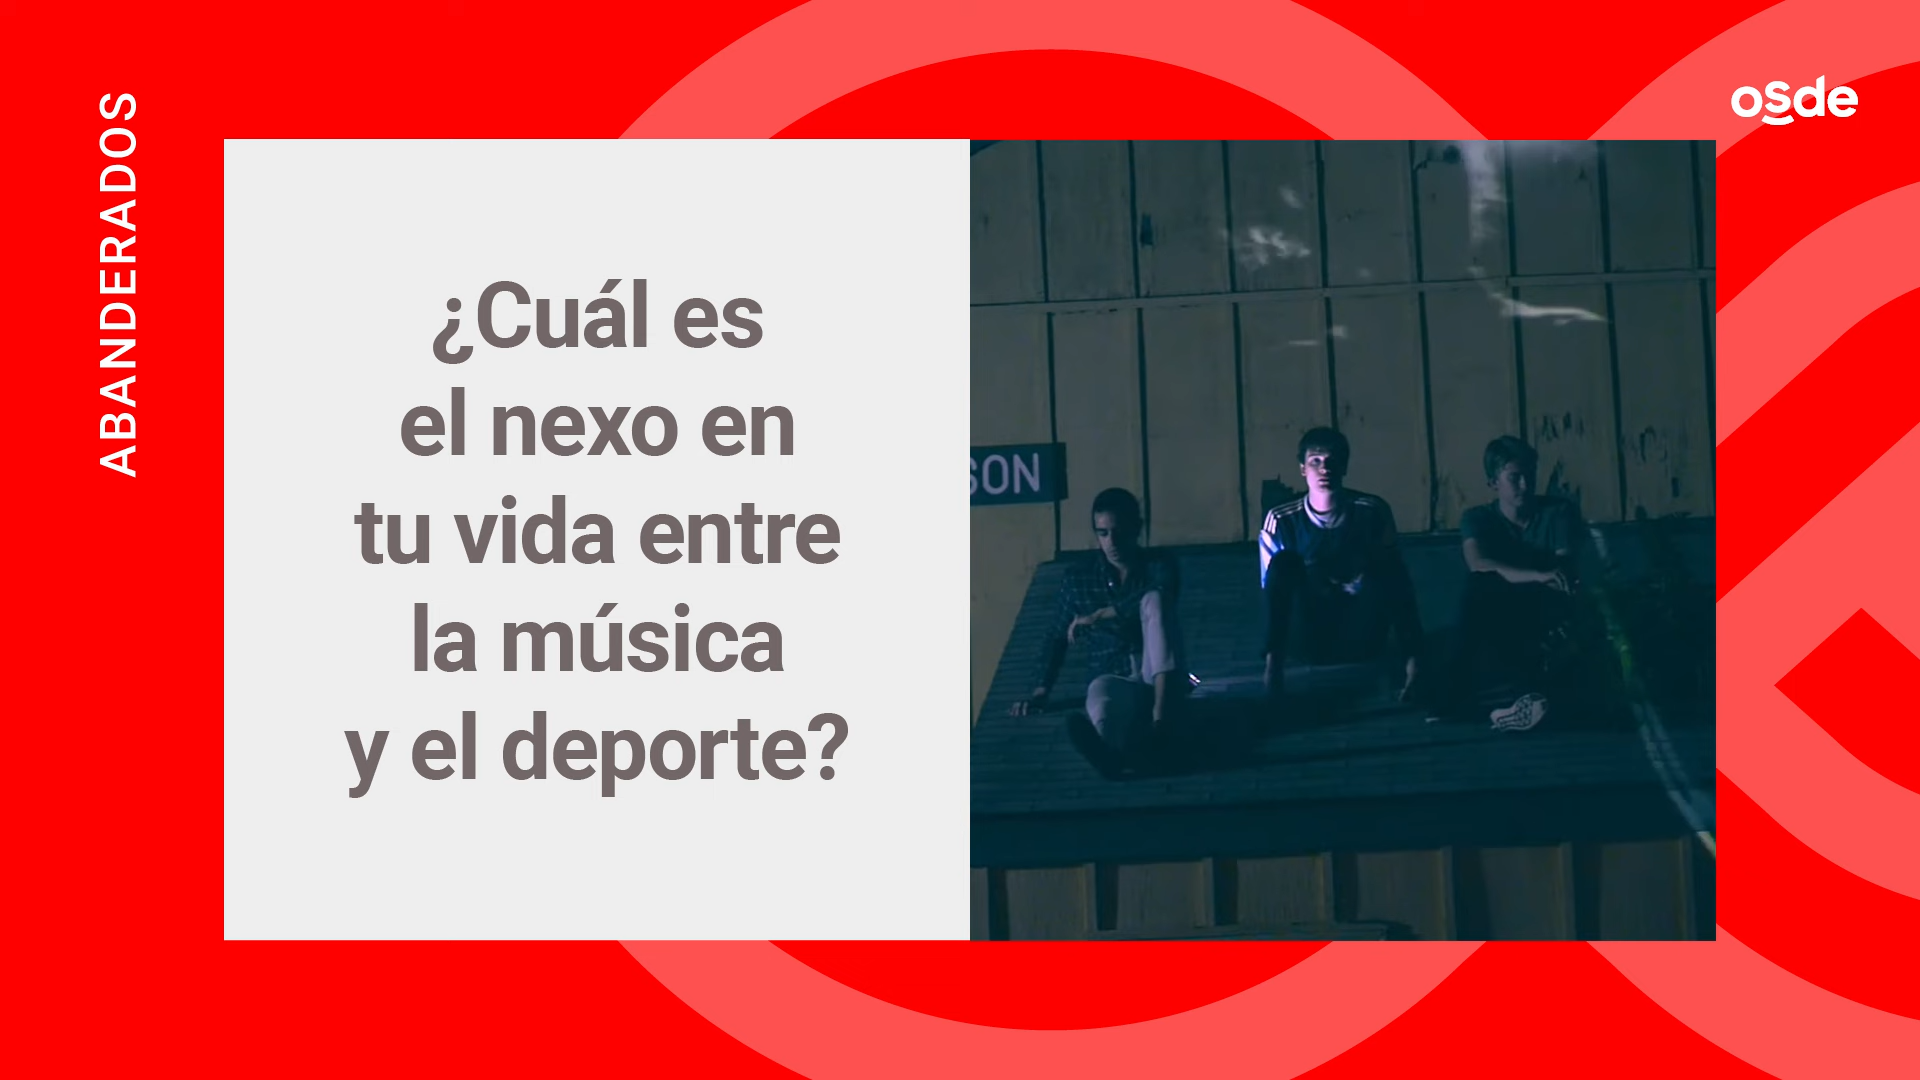 ABANDERADOS
osde
¿Cuál es
el nexo en
tu vida entre
la música
y el deporte?
SON